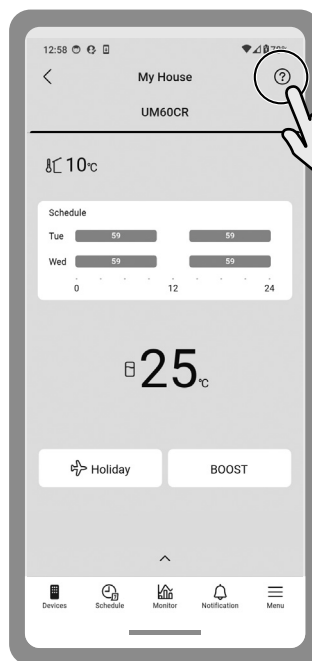 12:58
My House
UM60CR
10℃
Schedule
Tue 59 59
Wed 59 59
0 12 24
25℃
Holiday BOOST
Devices Schedule Monitor Notification Menu